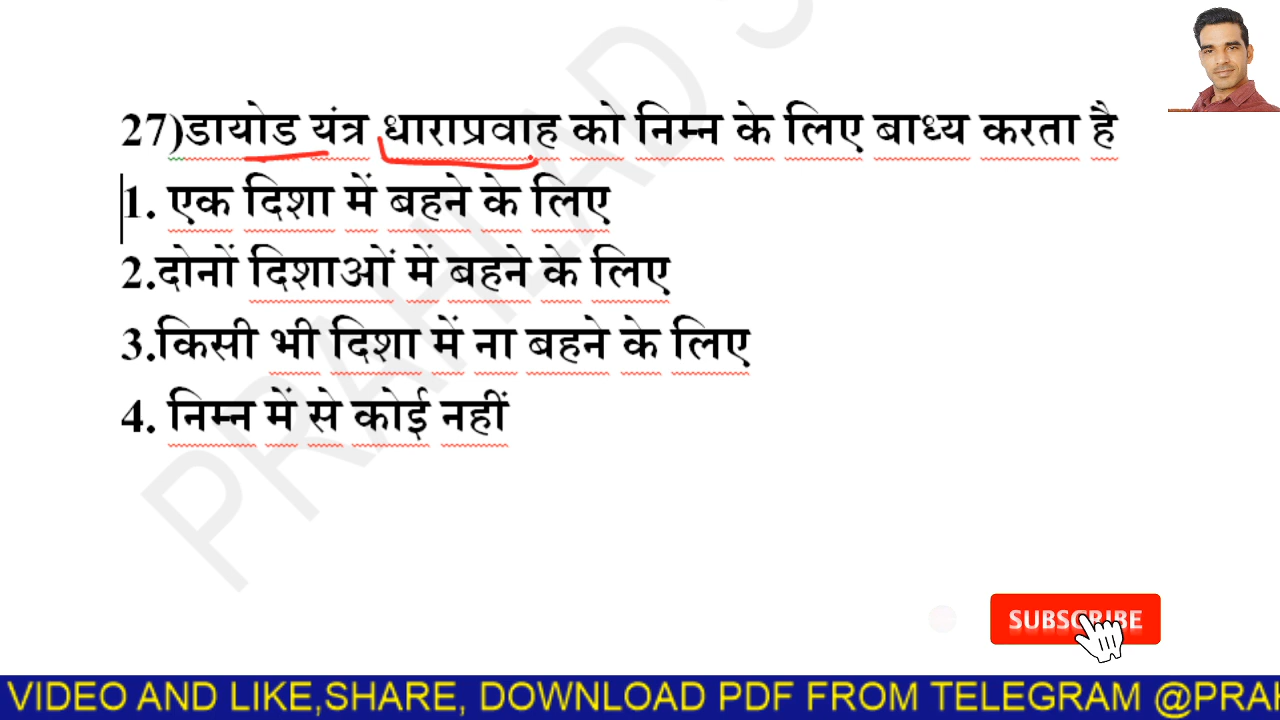 27)डायोड यंत्र धाराप्रवाह को निम्न के लिए बाध्य करता है
1. एक दिशा में बहने के लिए
2.दोनों दिशाओं में बहने के लिए
3.किसी भी दिशा में ना बहने के लिए
4. निम्न में से कोई नहीं
SUBSCRIBE
VIDEO AND LIKE,SHARE, DOWNLOAD PDF FROM TELEGRAM @PRAH